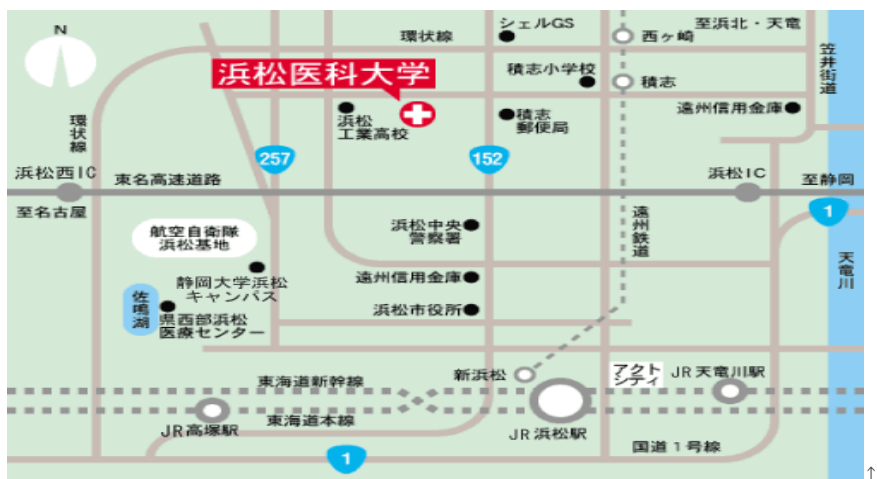 N
シェルGS
環状線
西ヶ崎
至浜北・天竜
笠井街道
浜松医科大学
積志小学校
積志
浜松
工業高校
積志
郵便局
遠州信用金庫
環状線
257
152
浜松西IC
東名高速道路
浜松IC
至静岡
至名古屋
1
航空自衛隊
浜松基地
浜松中央
警察署
遠州鉄道
天竜川
静岡大学浜松
キャンパス
遠州信用金庫
佐鳴湖
県西部浜松
医療センター
浜松市役所
東海道新幹線
新浜松
アクト
シティ
JR天竜川駅
JR高塚駅
東海道本線
JR浜松駅
国道1号線
1
↑